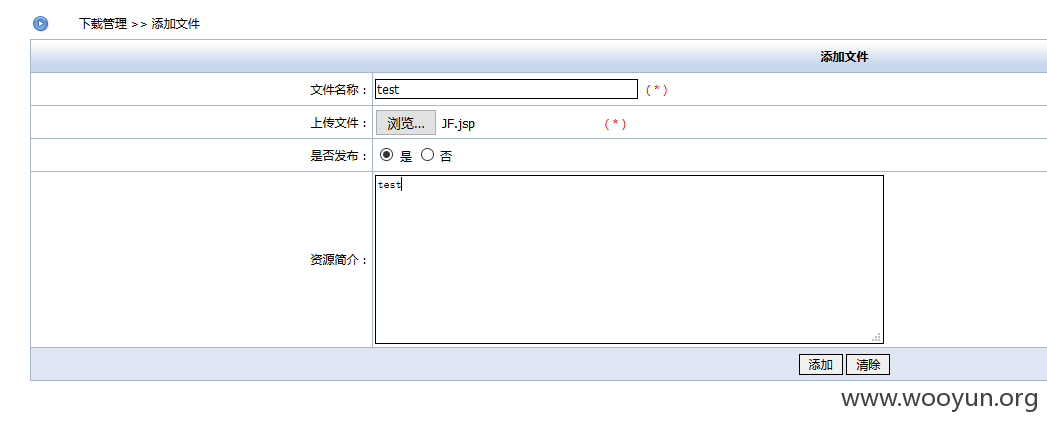 下载管理 >> 添加文件
添加文件
文件名称： test (*)
上传文件： 浏览... JF.jsp (*)
是否发布： 是 否
资源简介： test
添加 清除
www.wooyun.org